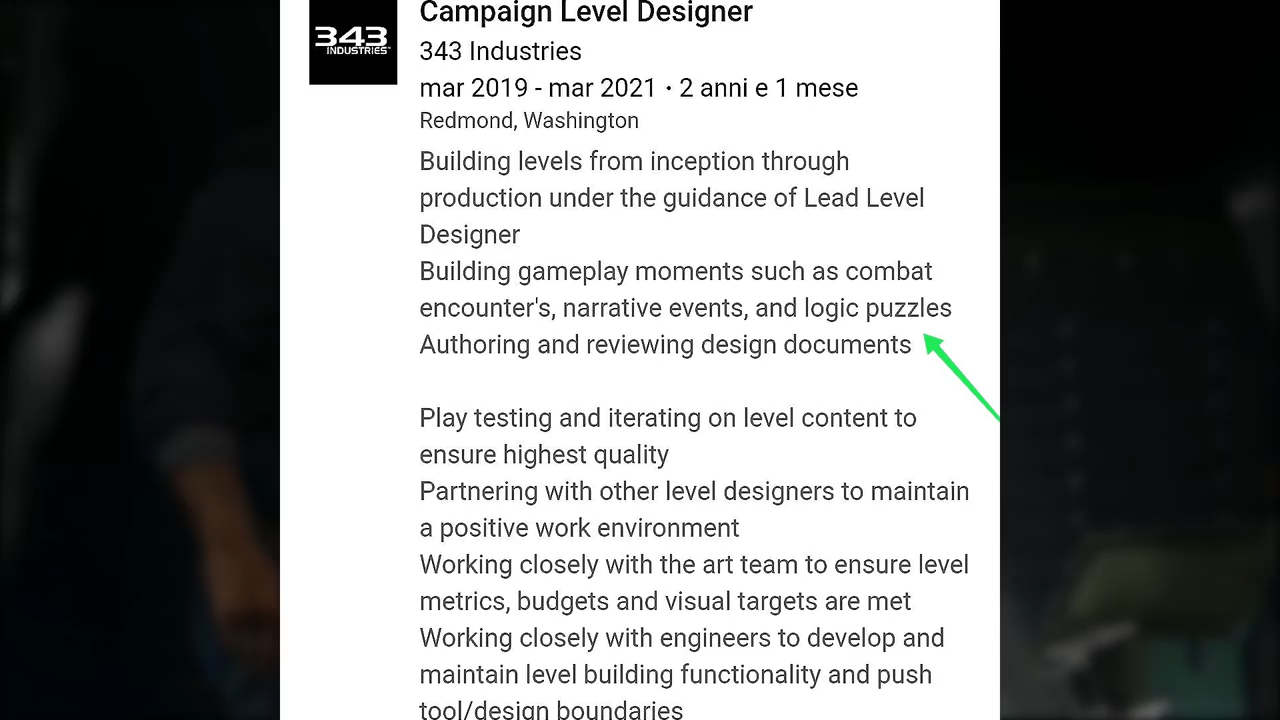 Campaign Level Designer
343
INDUSTRIES
343 Industries
mar 2019 - mar 2021 · 2 anni e 1 mese
Redmond, Washington
Building levels from inception through
production under the guidance of Lead Level
Designer
Building gameplay moments such as combat
encounter's, narrative events, and logic puzzles
Authoring and reviewing design documents
Play testing and iterating on level content to
ensure highest quality
Partnering with other level designers to maintain
a positive work environment
Working closely with the art team to ensure level
metrics, budgets and visual targets are met
Working closely with engineers to develop and
maintain level building functionality and push
tool/design boundaries